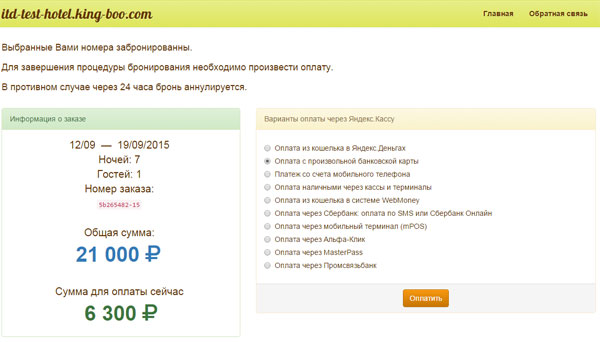 itd-test-hotel.king-boo.com
Главная Обратная связь
Выбранные Вами номера забронированны.
Для завершения процедуры бронирования необходимо произвести оплату.
В противном случае через 24 часа бронь аннулируется.
Информация о заказе
12/09 — 19/09/2015
Ночей: 7
Гостей: 1
Номер заказа:
5b265482-15
Общая сумма:
21 000 ₽
Сумма для оплаты сейчас
6 300 ₽
Варианты оплаты через Яндекс.Кассу
Оплата из кошелька в Яндекс.Деньгах
Оплата с произвольной банковской карты
Платеж со счета мобильного телефона
Оплата наличными через кассы и терминалы
Оплата из кошелька в системе WebMoney
Оплата через Сбербанк: оплата по SMS или Сбербанк Онлайн
Оплата через мобильный терминал (mPOS)
Оплата через Альфа-Клик
Оплата через MasterPass
Оплата через Промсвязьбанк
Оплатить